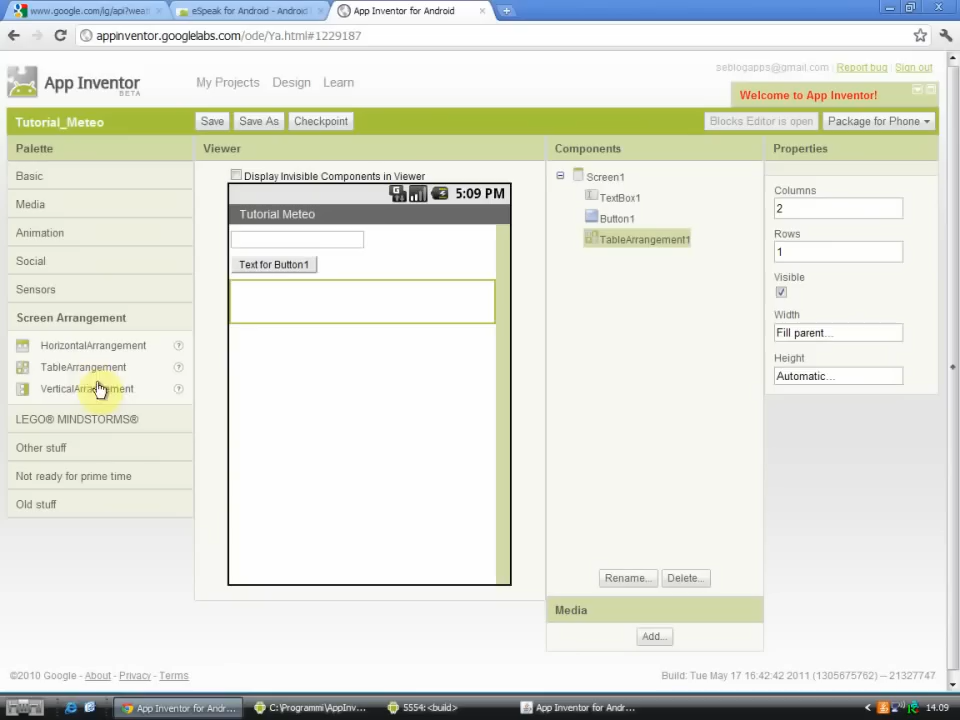 www.google.com/ig/api?weat
eSpeak for Android - Android
App Inventor for Android
appinventor.googlelabs.com/ode/Ya.html#1229187
App Inventor
BETA
My Projects
Design
Learn
seblogapps@gmail.com
Report bug
Sign out
Welcome to App Inventor!
Tutorial_Meteo
Save
Save As
Checkpoint
Blocks Editor is open
Package for Phone
Palette
Viewer
Components
Properties
Basic
Media
Animation
Social
Sensors
Screen Arrangement
HorizontalArrangement
TableArrangement
VerticalArrangement
LEGO® MINDSTORMS®
Other stuff
Not ready for prime time
Old stuff
Display Invisible Components in Viewer
5:09 PM
Tutorial Meteo
Text for Button1
Screen1
TextBox1
Button1
TableArrangement1
Rename...
Delete...
Media
Add...
Columns
2
Rows
1
Visible
Width
Fill parent...
Height
Automatic...
©2010 Google - About - Privacy - Terms
Build: Tue May 17 16:42:42 2011 (1305675762) -- 21327747
App Inventor for Andr...
C:\Programmi\AppInv...
5554:<build>
App Inventor for Andr...
14.09